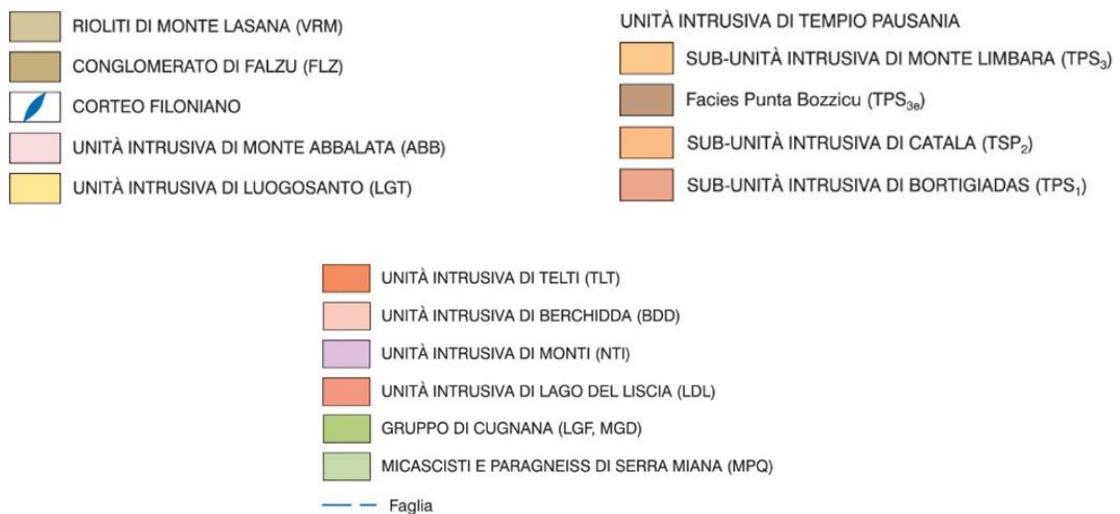 RIOLITI DI MONTE LASANA (VRM)
CONGLOMERATO DI FALZU (FLZ)
CORTEO FILONIANO
UNITÀ INTRUSIVA DI MONTE ABBALATA (ABB)
UNITÀ INTRUSIVA DI LUOGOSANTO (LGT)
UNITÀ INTRUSIVA DI TEMPIO PAUSANIA
SUB-UNITÀ INTRUSIVA DI MONTE LIMBARA (TPS₃)
Facies Punta Bozzicu (TPS₃ₑ)
SUB-UNITÀ INTRUSIVA DI CATALA (TSP₂)
SUB-UNITÀ INTRUSIVA DI BORTIGIADAS (TPS₁)
UNITÀ INTRUSIVA DI TELTI (TLT)
UNITÀ INTRUSIVA DI BERCHIDDA (BDD)
UNITÀ INTRUSIVA DI MONTI (NTI)
UNITÀ INTRUSIVA DI LAGO DEL LISCIA (LDL)
GRUPPO DI CUGNANA (LGF, MGD)
MICASCISTI E PARAGNEISS DI SERRA MIANA (MPQ)
Faglia